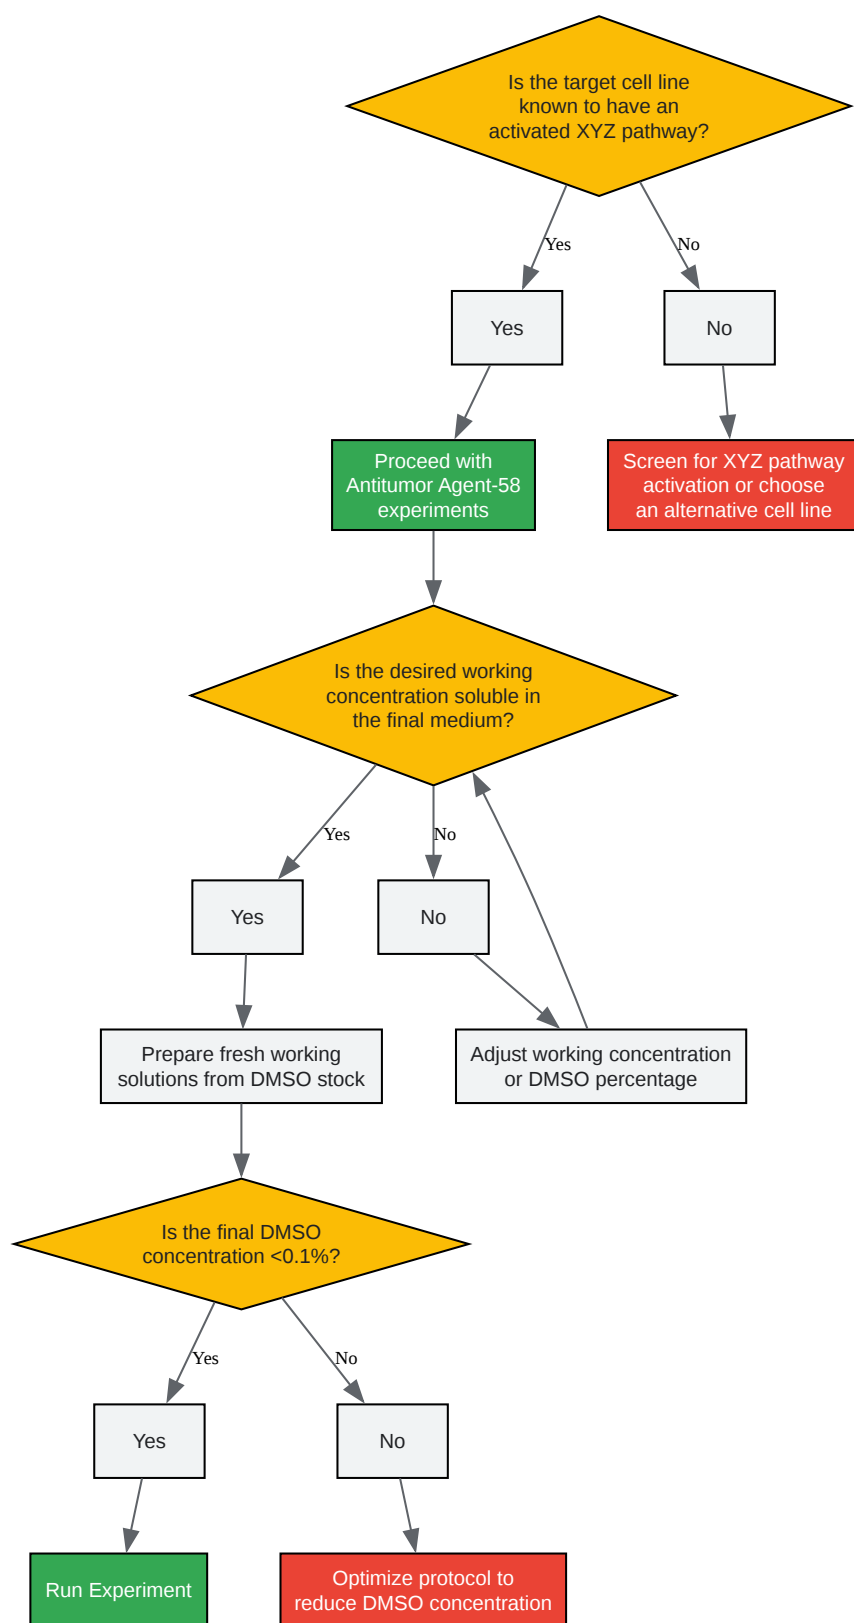 Is the target cell line
known to have an
activated XYZ pathway?
Yes
No
Yes
No
Proceed with
Antitumor Agent-58
experiments
Screen for XYZ pathway
activation or choose
an alternative cell line
Is the desired working
concentration soluble in
the final medium?
Yes
No
Yes
No
Prepare fresh working
solutions from DMSO stock
Adjust working concentration
or DMSO percentage
Is the final DMSO
concentration <0.1%?
Yes
No
Yes
No
Run Experiment
Optimize protocol to
reduce DMSO concentration